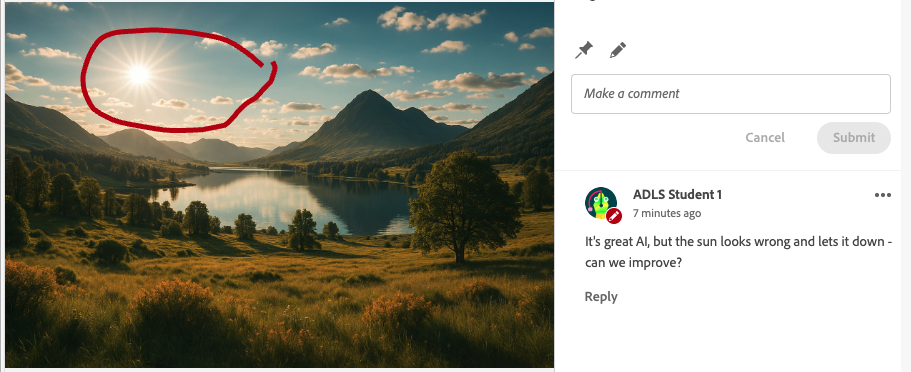 Make a comment
Cancel
Submit
ADLS Student 1
7 minutes ago
It's great AI, but the sun looks wrong and lets it down -
can we improve?
Reply